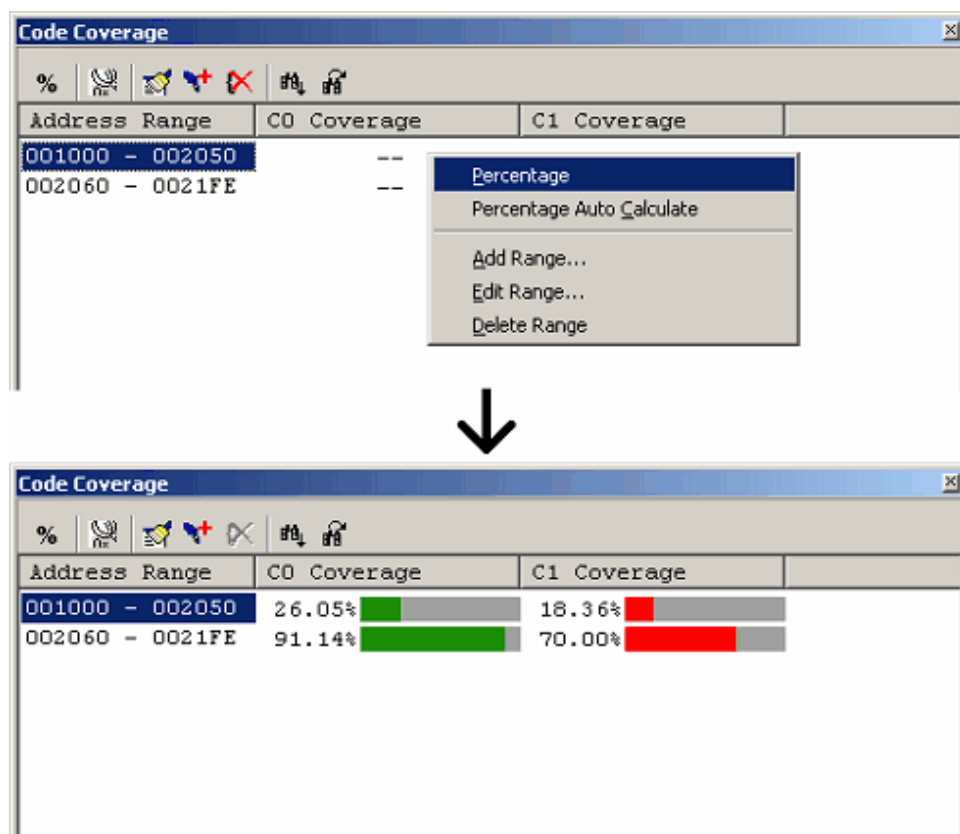 Code Coverage
%
Address Range C0 Coverage C1 Coverage
001000 - 002050 --
002060 - 0021FE --
Percentage
Percentage Auto Calculate
Add Range...
Edit Range...
Delete Range
Code Coverage
%
Address Range C0 Coverage C1 Coverage
001000 - 002050 26.05% 18.36%
002060 - 0021FE 91.14% 70.00%